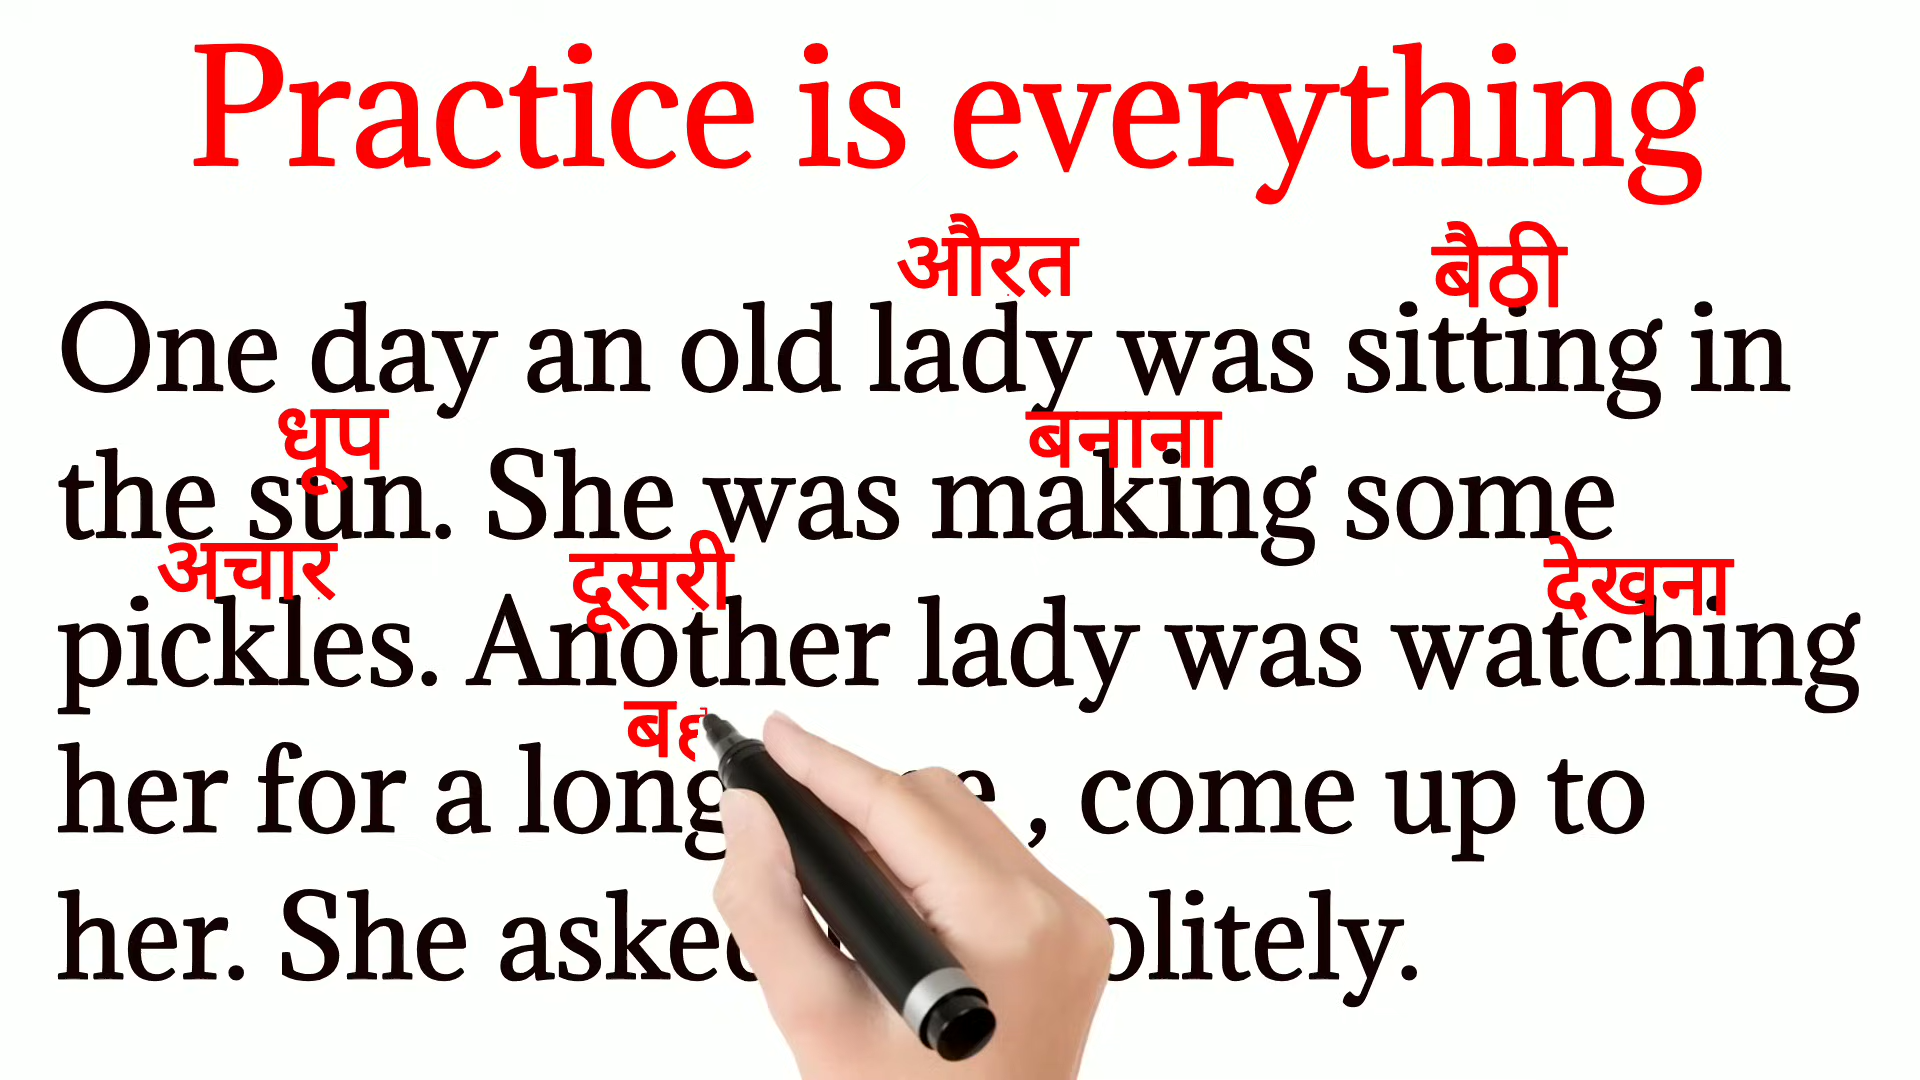 Practice is everything
औरत बैठी
One day an old lady was sitting in
धूप बनाना
the sun. She was making some
अचार दूसरी देखना
pickles. Another lady was watching
her for a long , come up to
her. She asked